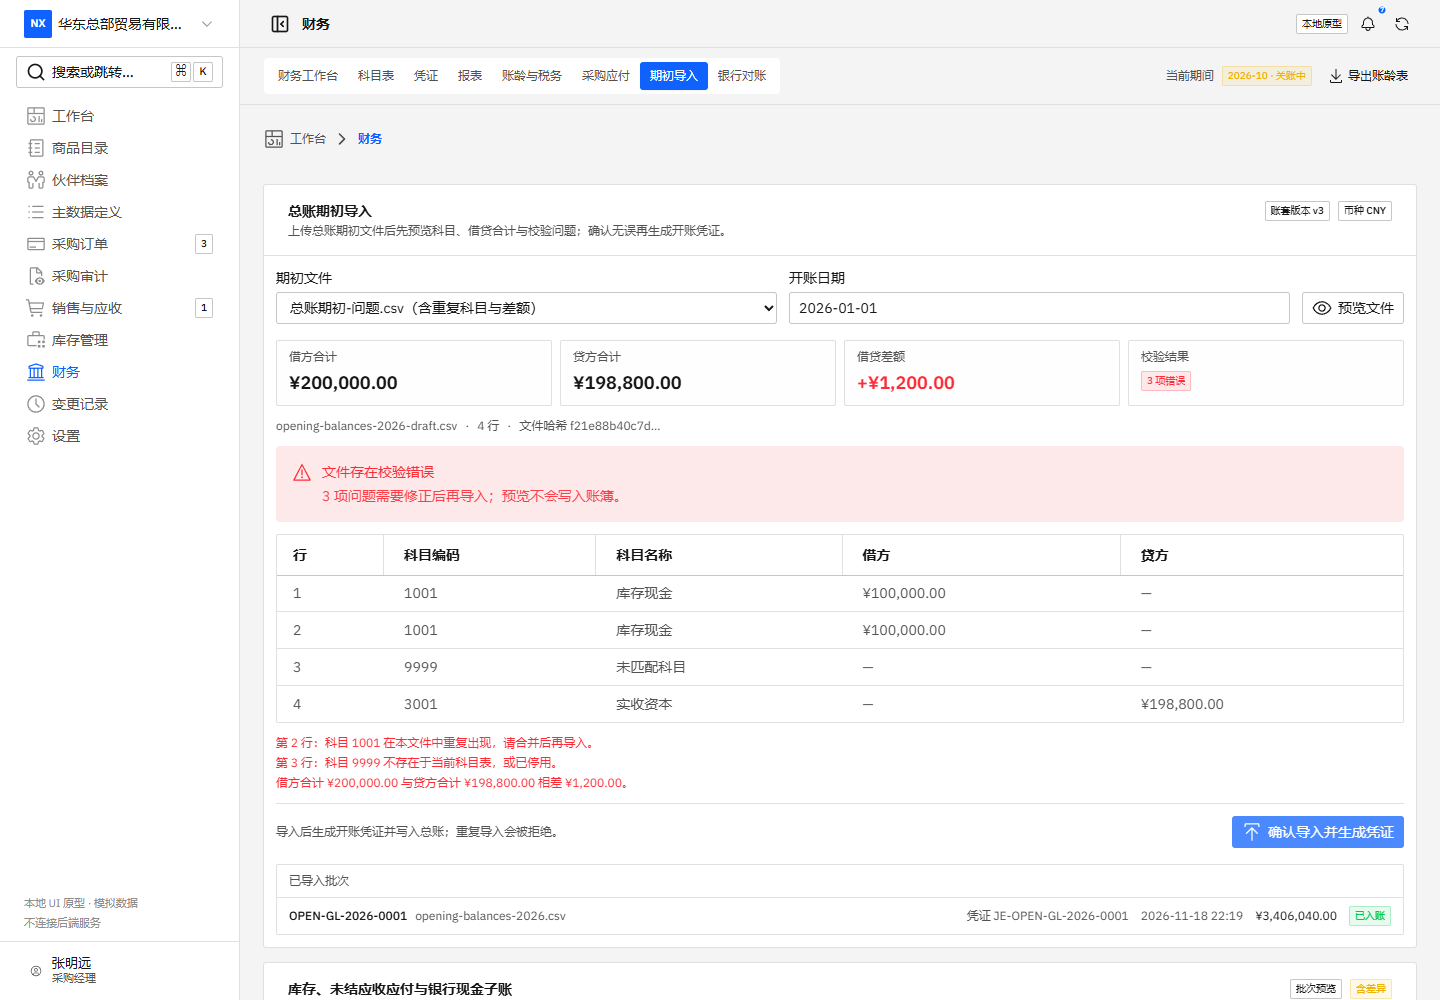 NX 华东总部贸易有限...
搜索或跳转... ⌘ K
工作台
商品目录
伙伴档案
主数据定义
采购订单 3
采购审计
销售与应收 1
库存管理
财务
变更记录
设置
本地 UI 原型 · 模拟数据
不连接后端服务
张明远
采购经理
财务
本地原型
财务工作台 科目表 凭证 报表 账龄与税务 采购应付 期初导入 银行对账
当前期间 2026-10 · 关账中 导出账龄表
工作台 财务
总账期初导入
上传总账期初文件后先预览科目、借贷合计与校验问题；确认无误再生成开账凭证。
账套版本 v3 币种 CNY
期初文件 开账日期
总账期初-问题.csv（含重复科目与差额） 2026-01-01 预览文件
借方合计 贷方合计 借贷差额 校验结果
¥200,000.00 ¥198,800.00 +¥1,200.00 3 项错误
opening-balances-2026-draft.csv · 4 行 · 文件哈希 f21e88b40c7d...
文件存在校验错误
3 项问题需要修正后再导入；预览不会写入账簿。
行 科目编码 科目名称 借方 贷方
1 1001 库存现金 ¥100,000.00 —
2 1001 库存现金 ¥100,000.00 —
3 9999 未匹配科目 — —
4 3001 实收资本 — ¥198,800.00
第 2 行：科目 1001 在本文件中重复出现，请合并后再导入。
第 3 行：科目 9999 不存在于当前科目表，或已停用。
借方合计 ¥200,000.00 与贷方合计 ¥198,800.00 相差 ¥1,200.00。
导入后生成开账凭证并写入总账；重复导入会被拒绝。 确认导入并生成凭证
已导入批次
OPEN-GL-2026-0001 opening-balances-2026.csv 凭证 JE-OPEN-GL-2026-0001 2026-11-18 22:19 ¥3,406,040.00 已入账
库存、未结应收应付与银行现金子账 批次预览 含差异